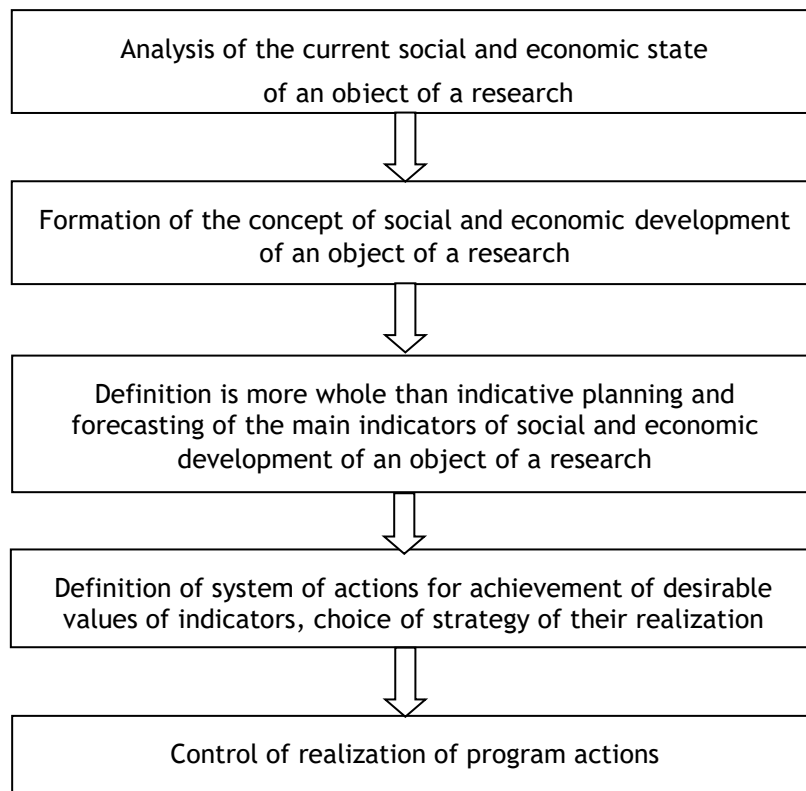 Analysis of the current social and economic state
of an object of a research
Formation of the concept of social and economic development
of an object of a research
Definition is more whole than indicative planning and
forecasting of the main indicators of social and economic
development of an object of a research
Definition of system of actions for achievement of desirable
values of indicators, choice of strategy of their realization
Control of realization of program actions